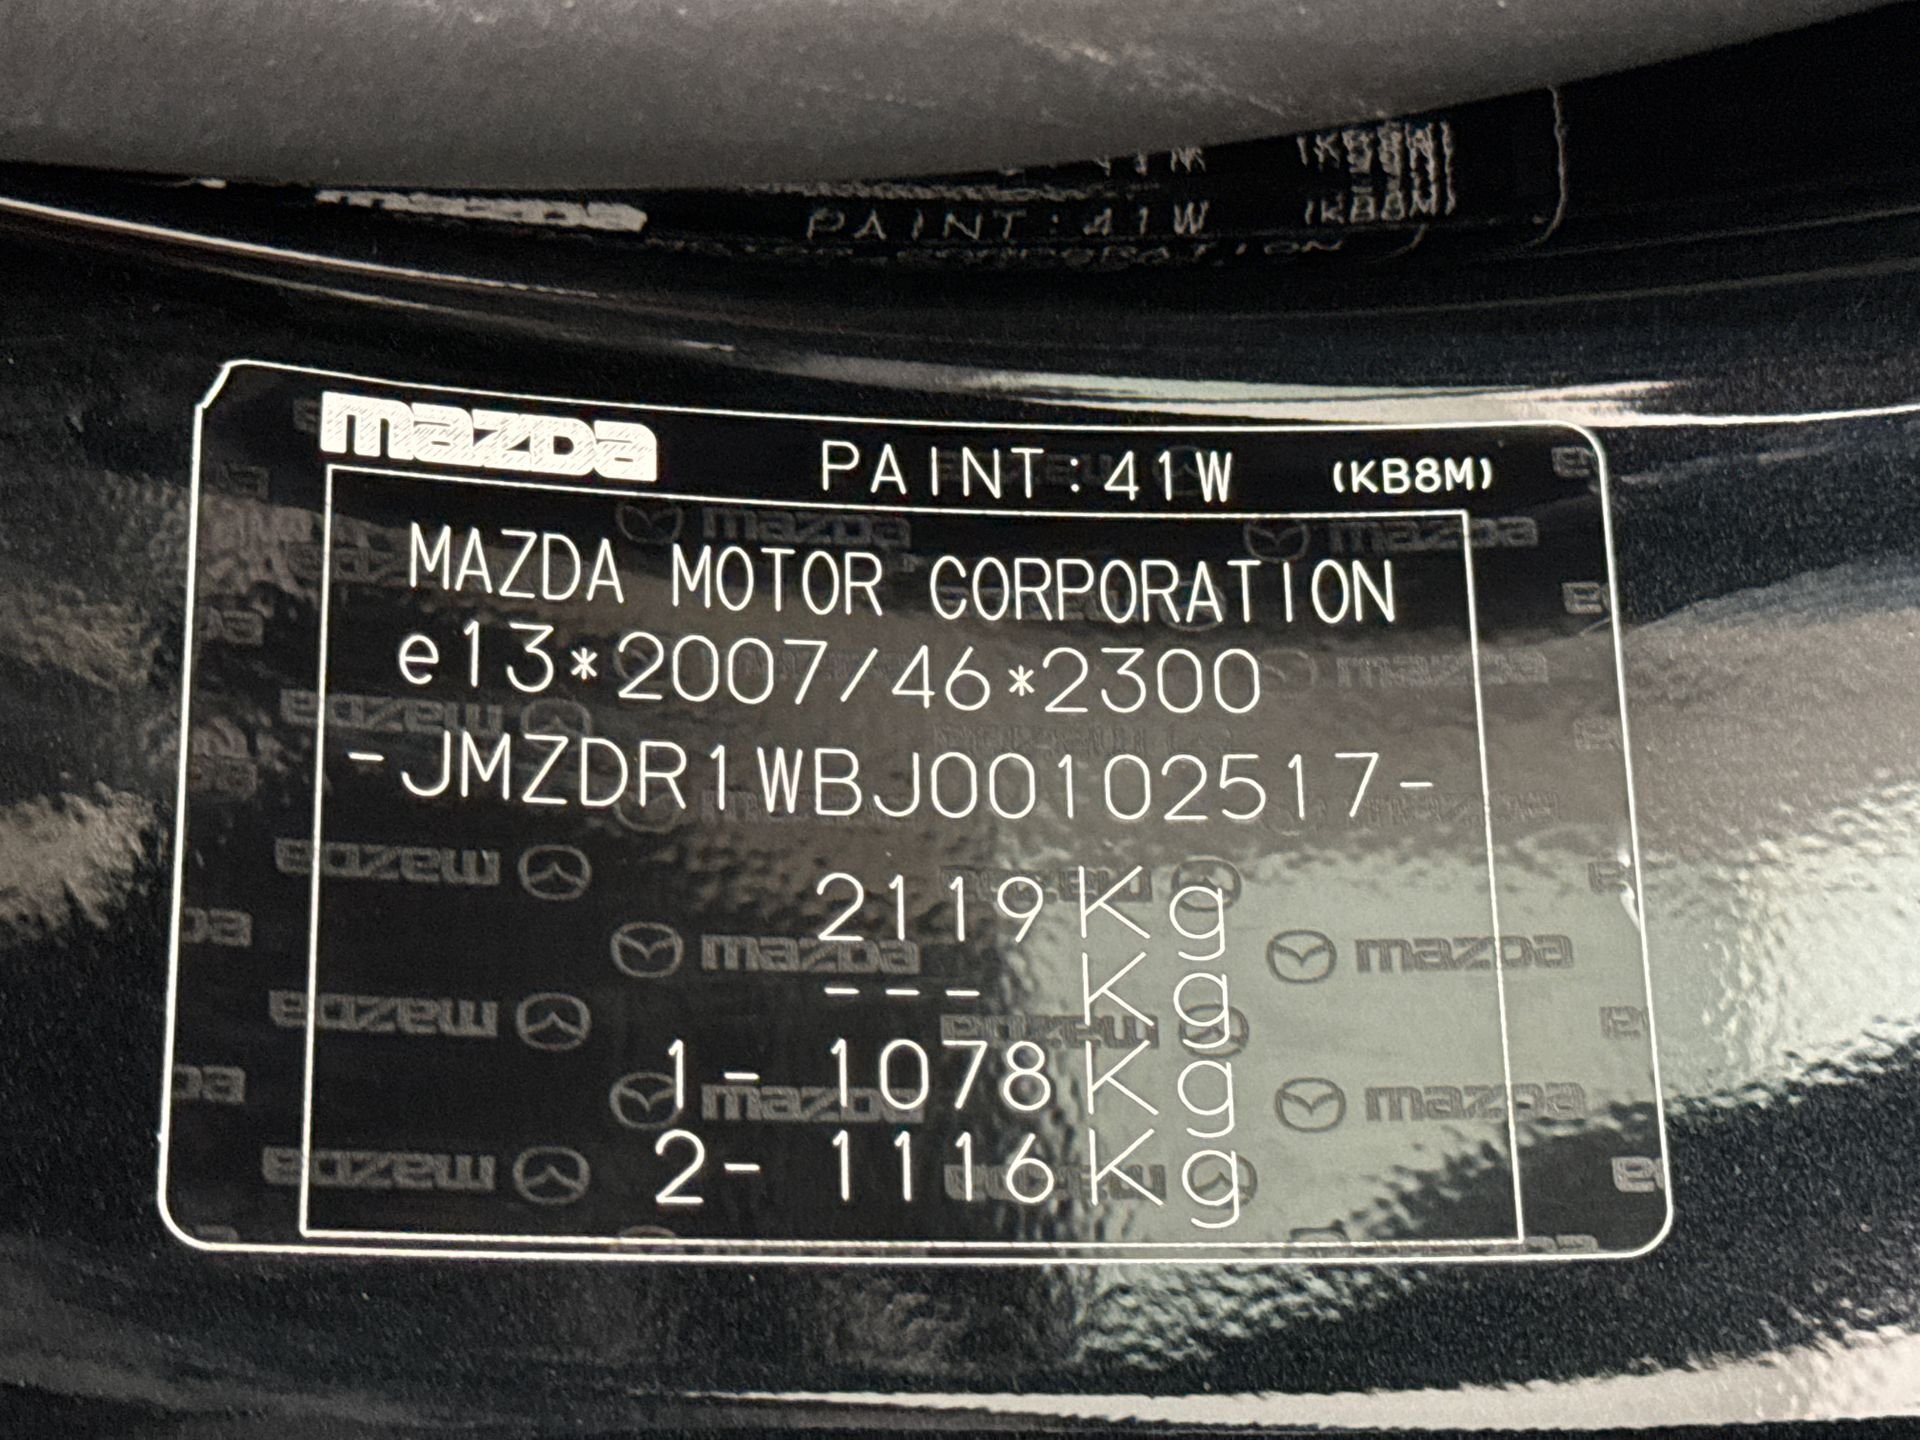 PAINT:41W (KB8M)
mazda PAINT:41W (KB8M)
MAZDA MOTOR CORPORATION
e13*2007/46*2300
-JMZDR1WBJ00102517-
2119Kg
--- Kg
1- 1078Kg
2- 1116Kg